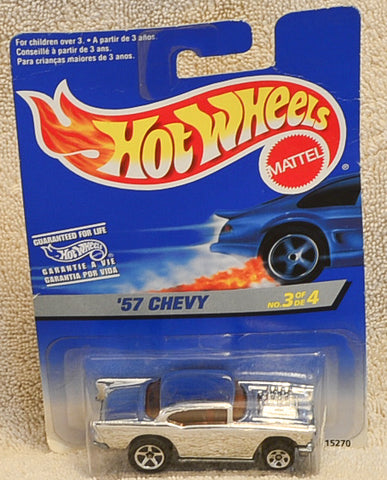 For children over 3. • A partir de 3 años.
Conseillé à partir de 3 ans.
Para crianças maiores de 3 anos.
HOT WHEELS
MATTEL
®
GUARANTEED FOR LIFE
HOT WHEELS
GARANTIE A VIE
GARANTIA POR VIDA
'57 CHEVY
NO. 3 OF DE 4
15270